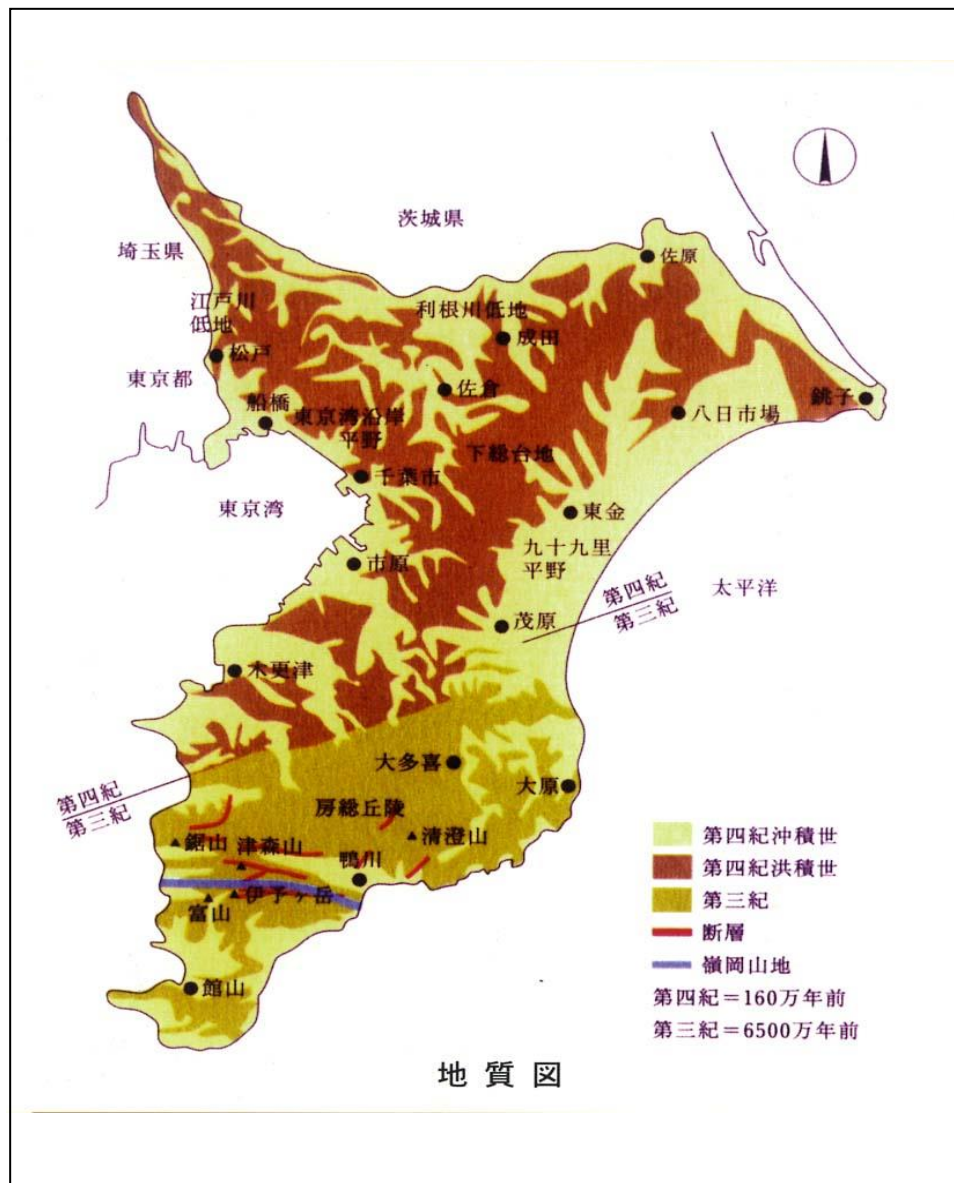 茨城県
埼玉県
佐原
江戸川
低地
利根川低地
成田
松戸
東京都
佐倉
船橋
東京湾沿岸
平野
八日市場
銚子
下総台地
千葉市
東京湾
東金
九十九里
平野
市原
太平洋
第四紀
第三紀
茂原
木更津
大多喜
大原
第四紀
第三紀
房総丘陵
鋸山
津森山
清澄山
鴨川
伊予ヶ岳
富山
館山
第四紀沖積世
第四紀洪積世
第三紀
断層
嶺岡山地
第四紀=160万年前
第三紀=6500万年前
地質図